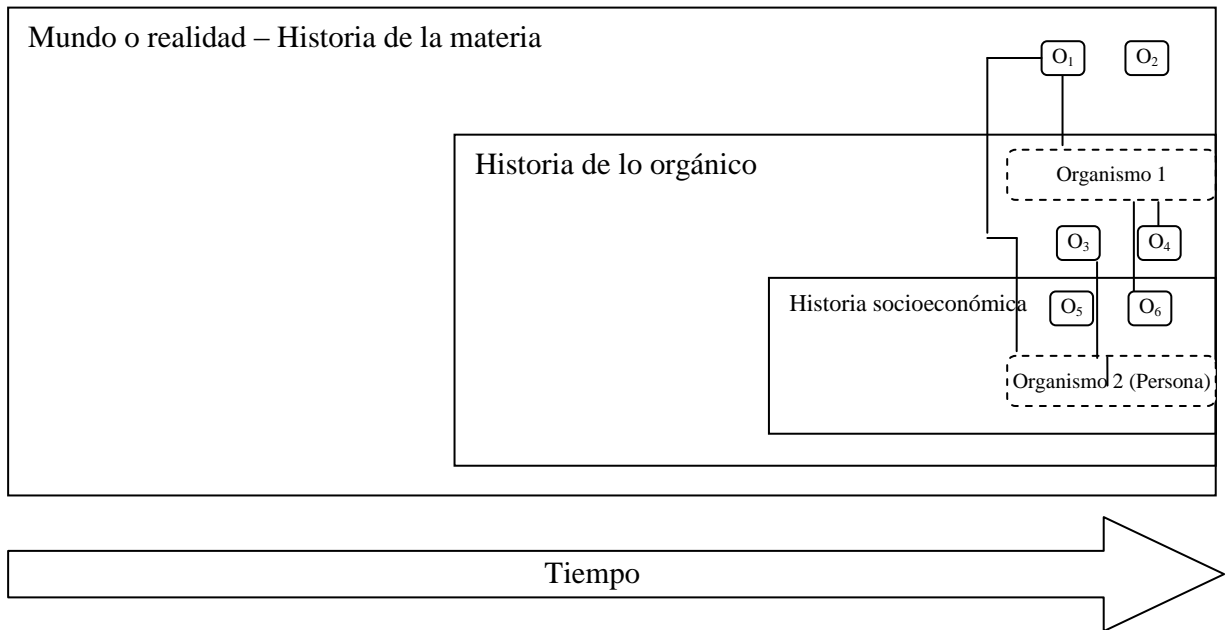 Mundo o realidad – Historia de la materia
O₁
O₂
Historia de lo orgánico
Organismo 1
O₃
O₄
Historia socioeconómica
O₅
O₆
Organismo 2 (Persona)
Tiempo